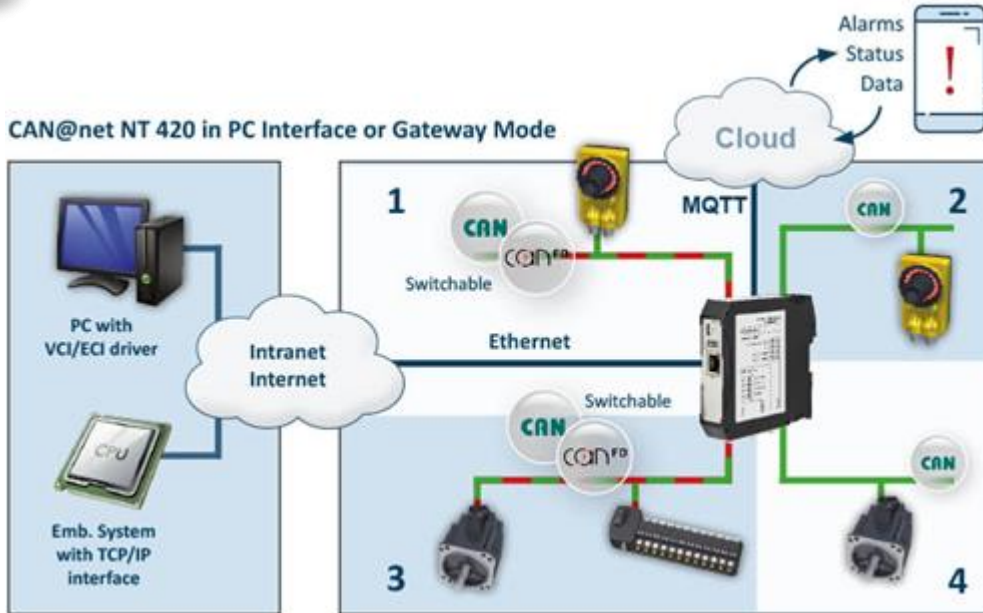 Alarms
Status
Data
Cloud
CAN@net NT 420 in PC Interface or Gateway Mode
1
MQTT
2
CAN
CAN
CAN FD
Switchable
PC with
VCI/ECI driver
Intranet
Internet
Ethernet
Switchable
CAN
CAN FD
CPU
Emb. System
with TCP/IP
interface
3
CAN
4